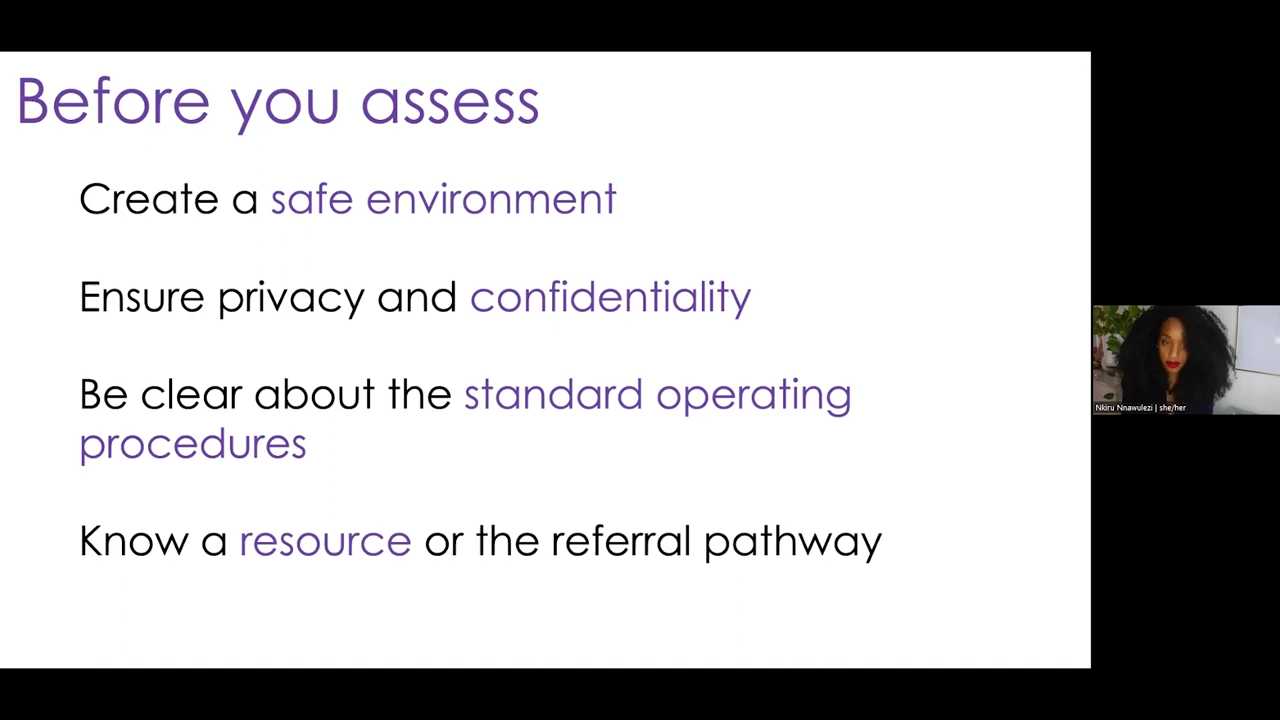 Before you assess
Create a safe environment
Ensure privacy and confidentiality
Be clear about the standard operating
procedures
Know a resource or the referral pathway
Nkiru Nnawulezi | she/her